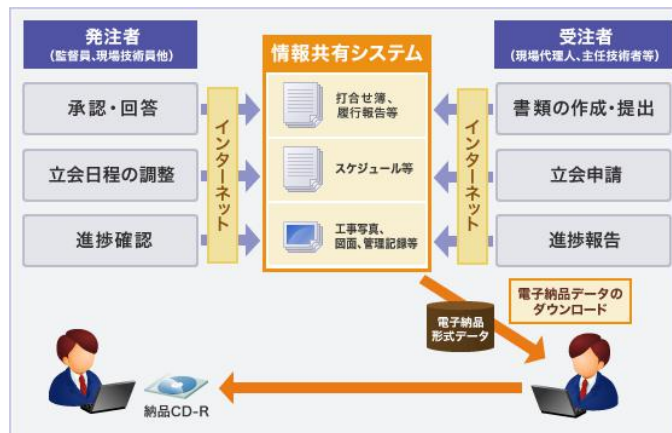 発注者
(監督員、現場技術員他)
承認・回答
立会日程の調整
進捗確認
インターネット
情報共有システム
打合せ簿、
履行報告等
スケジュール等
工事写真、
図面、管理記録等
インターネット
受注者
(現場代理人、主任技術者等)
書類の作成・提出
立会申請
進捗報告
電子納品
形式データ
電子納品データの
ダウンロード
納品CD-R